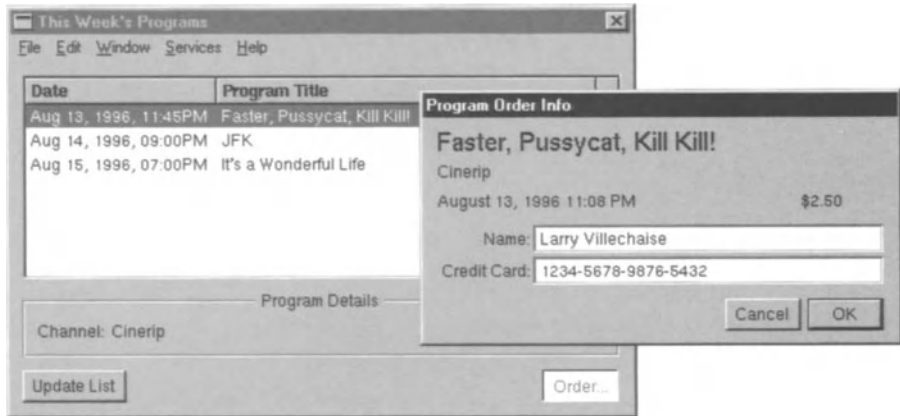 This Week's Programs
File Edit Window Services Help
Date Program Title
Aug 13, 1996, 11:45PM Faster, Pussycat, Kill Kill!
Aug 14, 1996, 09:00PM JFK
Aug 15, 1996, 07:00PM It's a Wonderful Life
Program Details
Channel: Cinerip
Update List
Order...
Program Order Info
Faster, Pussycat, Kill Kill!
Cinerip
August 13, 1996 11:08 PM $2.50
Name: Larry Villechaise
Credit Card: 1234-5678-9876-5432
Cancel OK